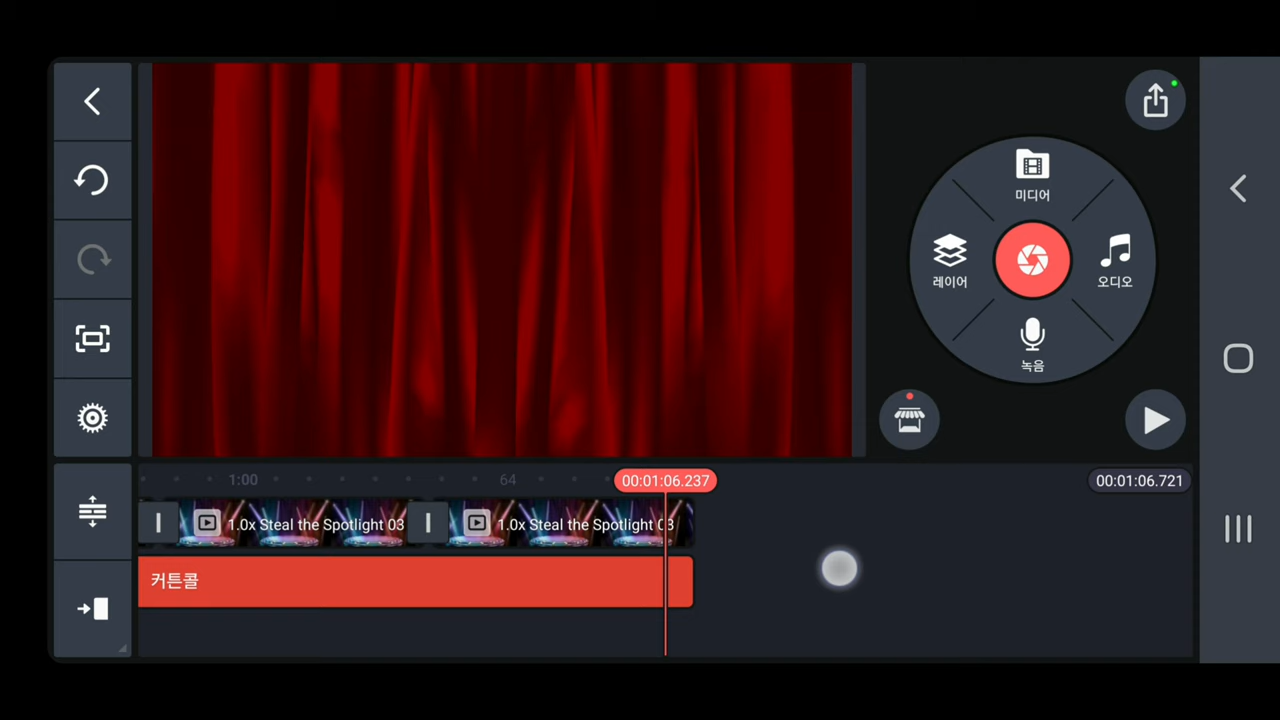 미디어
레이어
오디오
녹음
1:00
64
00:01:06.237
00:01:06.721
1.0x Steal the Spotlight 03
1.0x Steal the Spotlight 03
커튼콜